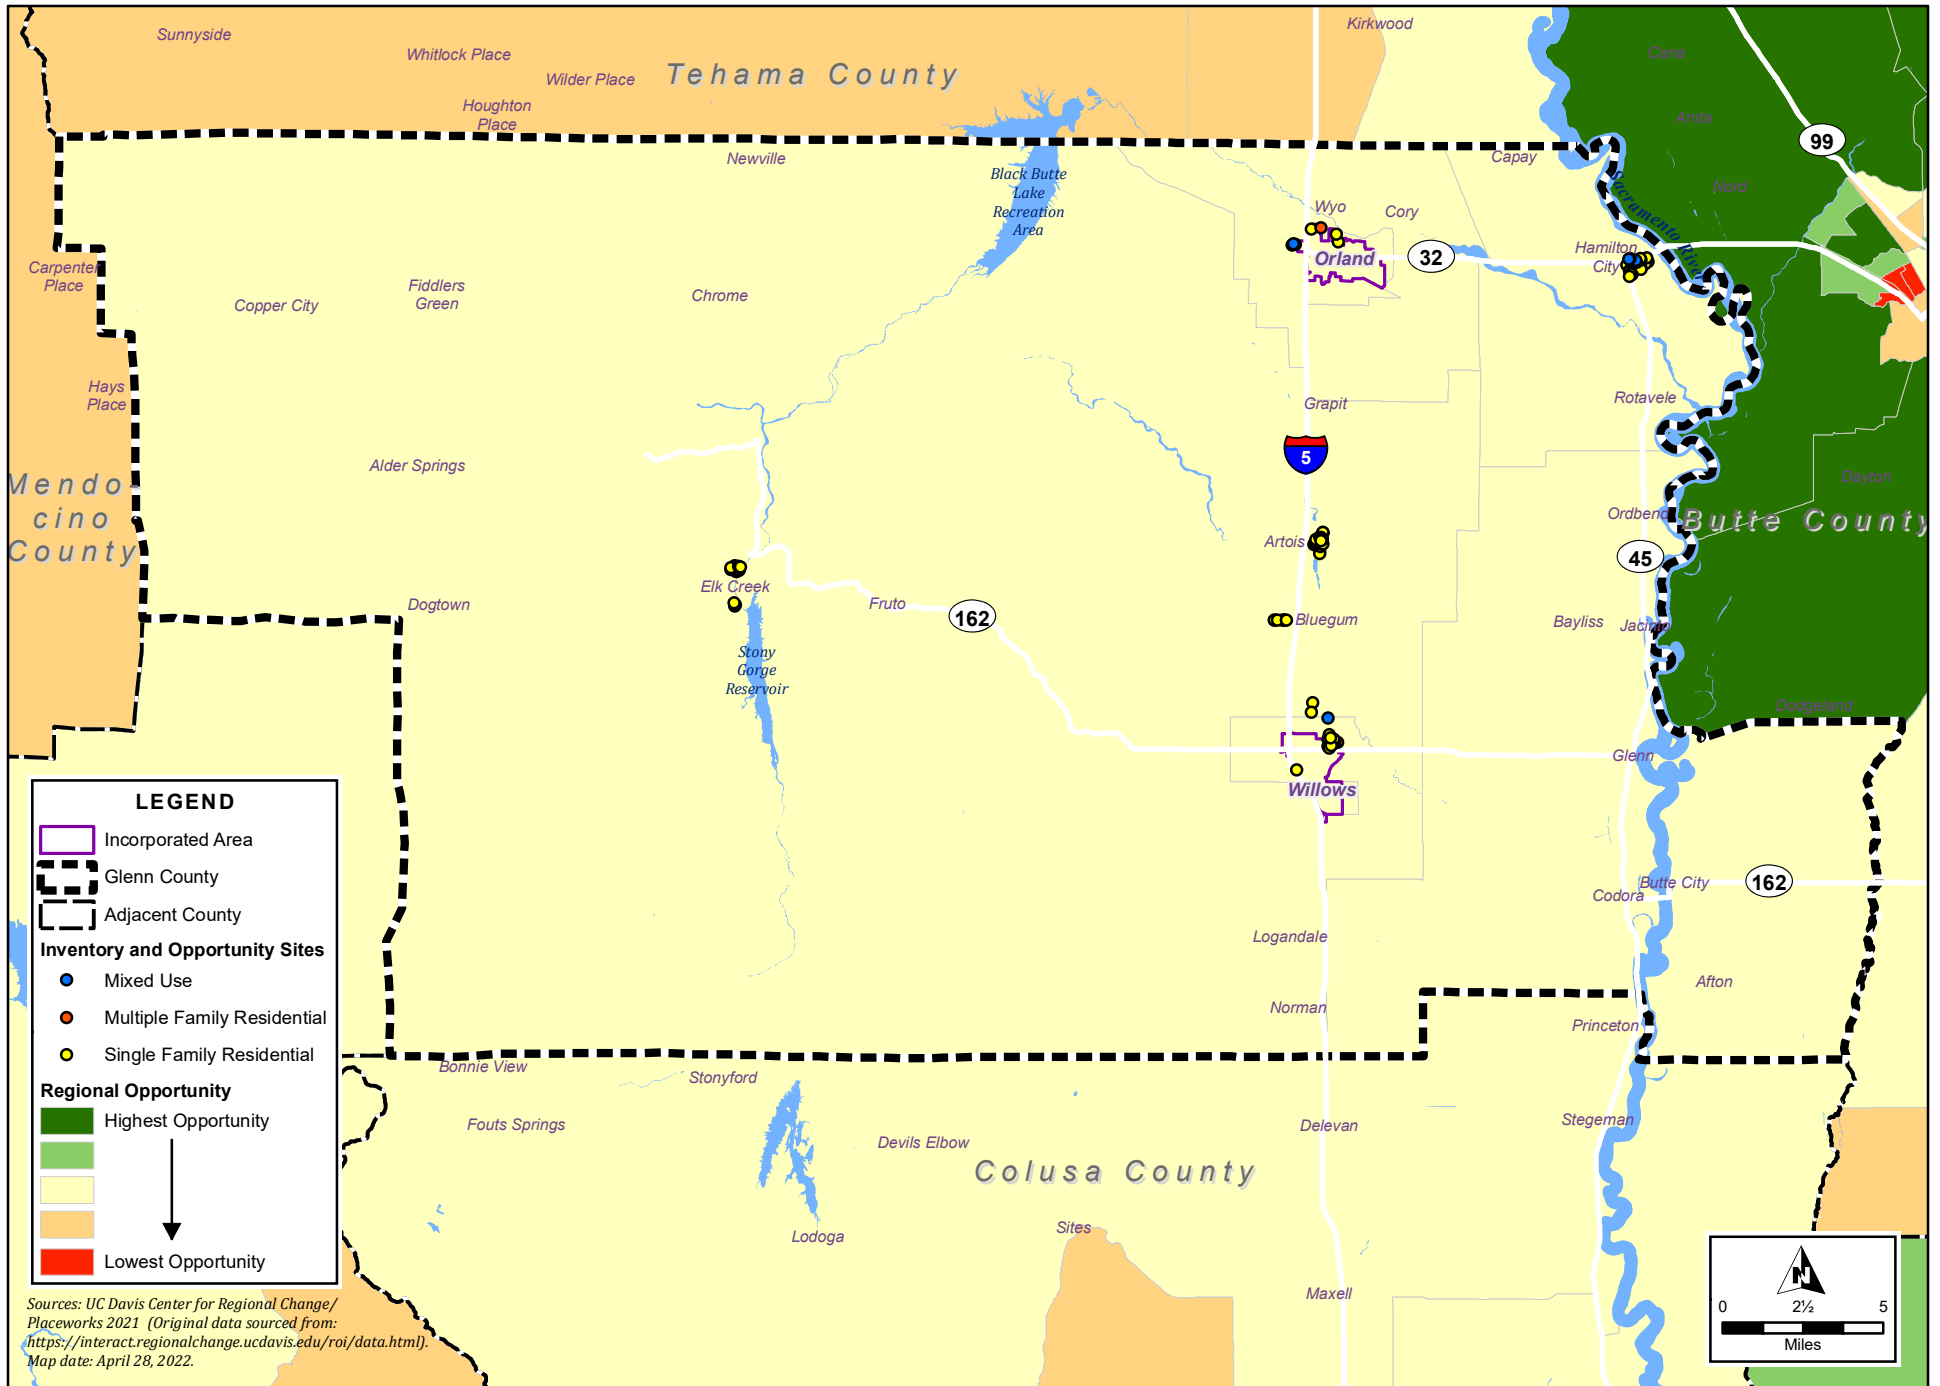 Sunnyside
Whitlock Place
Wilder Place
Houghton
Place
Tehama County
Kirkwood
Cana
Anita
99
Nord
Newville
Black Butte
Lake
Recreation
Area
Capay
Wyo
Cory
Orland
32
Hamilton
City
Sacramento River
Carpenter
Place
Copper City
Fiddlers
Green
Chrome
Hays
Place
Grapit
Rotavele
5
Alder Springs
Mendo-
cino
County
Dayton
Ordbend
Butte County
45
Artois
Elk Creek
Dogtown
Fruto
162
Bluegum
Bayliss
Jacinto
Stony
Gorge
Reservoir
Dodgeland
Glenn
Willows
Butte City
162
Codora
Logandale
Afton
Norman
Princeton
Bonnie View
Stonyford
Fouts Springs
Devils Elbow
Delevan
Stegeman
Colusa County
Lodoga
Sites
Maxell
LEGEND
Incorporated Area
Glenn County
Adjacent County
Inventory and Opportunity Sites
Mixed Use
Multiple Family Residential
Single Family Residential
Regional Opportunity
Highest Opportunity
Lowest Opportunity
Sources: UC Davis Center for Regional Change/
Placeworks 2021 (Original data sourced from:
https://interact.regionalchange.ucdavis.edu/roi/data.html).
Map date: April 28, 2022.
N
0 2½ 5
Miles